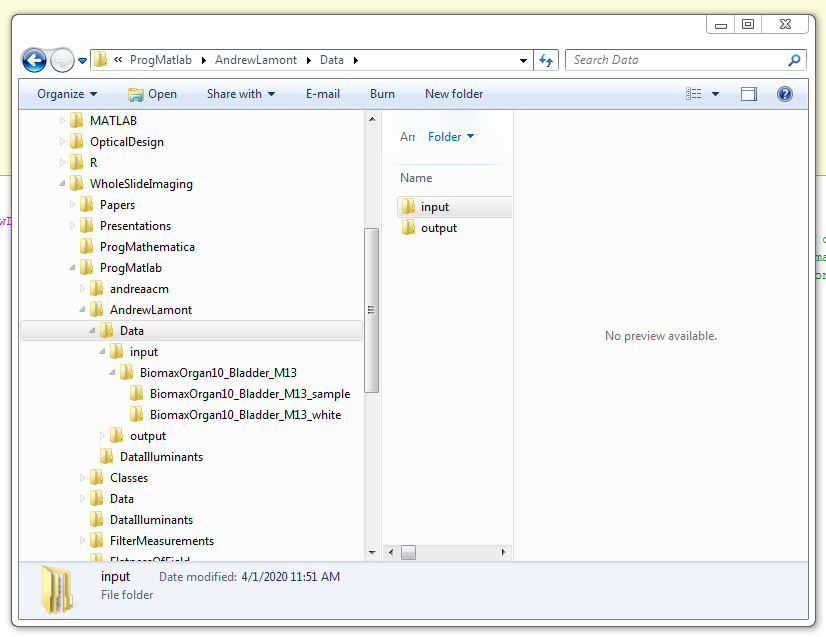 « ProgMatlab AndrewLamont Data
Search Data
Organize Open Share with E-mail Burn New folder
MATLAB
OpticalDesign
R
WholeSlideImaging
Papers
Presentations
ProgMathematica
ProgMatlab
andreaacm
AndrewLamont
Data
input
BiomaxOrgan10_Bladder_M13
BiomaxOrgan10_Bladder_M13_sample
BiomaxOrgan10_Bladder_M13_white
output
DataIlluminants
Classes
Data
DataIlluminants
FilterMeasurements
FlatnessOfField
Arr Folder
Name
input
output
No preview available.
input Date modified: 4/1/2020 11:51 AM
File folder